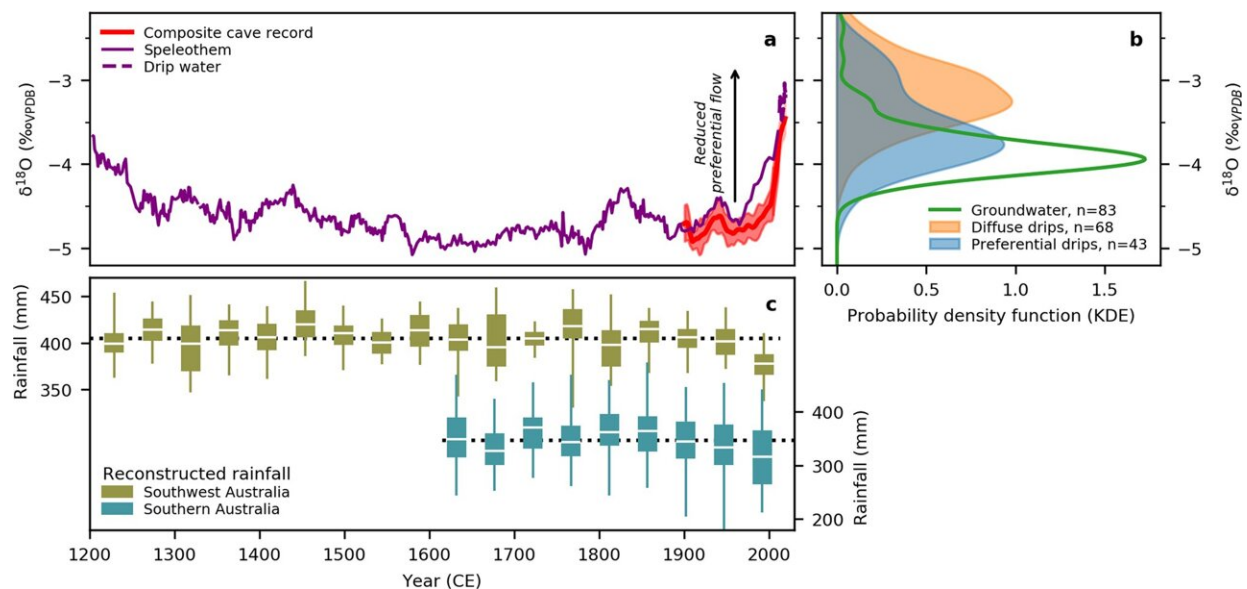 a
Composite cave record
Speleothem
Drip water
δ¹⁸O (‰VPDB)
−3
−4
−5
Reduced
preferential flow
b
−3
−4
−5
δ¹⁸O (‰VPDB)
Groundwater, n=83
Diffuse drips, n=68
Preferential drips, n=43
0.0 0.5 1.0 1.5
Probability density function (KDE)
c
450
400
350
Rainfall (mm)
400
300
200
Rainfall (mm)
Reconstructed rainfall
Southwest Australia
Southern Australia
1200 1300 1400 1500 1600 1700 1800 1900 2000
Year (CE)